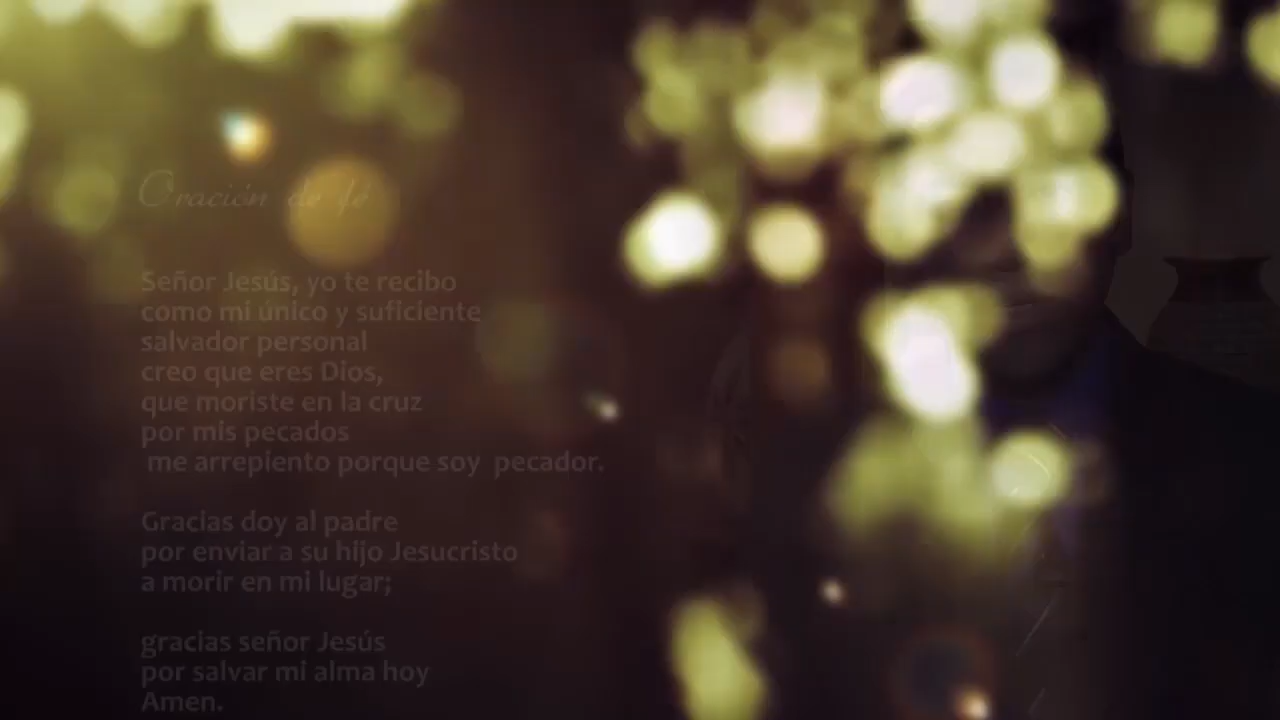 Oración de fé
Señor Jesús, yo te recibo
como mi único y suficiente
salvador personal
creo que eres Dios,
que moriste en la cruz
por mis pecados
me arrepiento porque soy pecador.
Gracias doy al padre
por enviar a su hijo Jesucristo
a morir en mi lugar;
gracias señor Jesús
por salvar mi alma hoy
Amen.